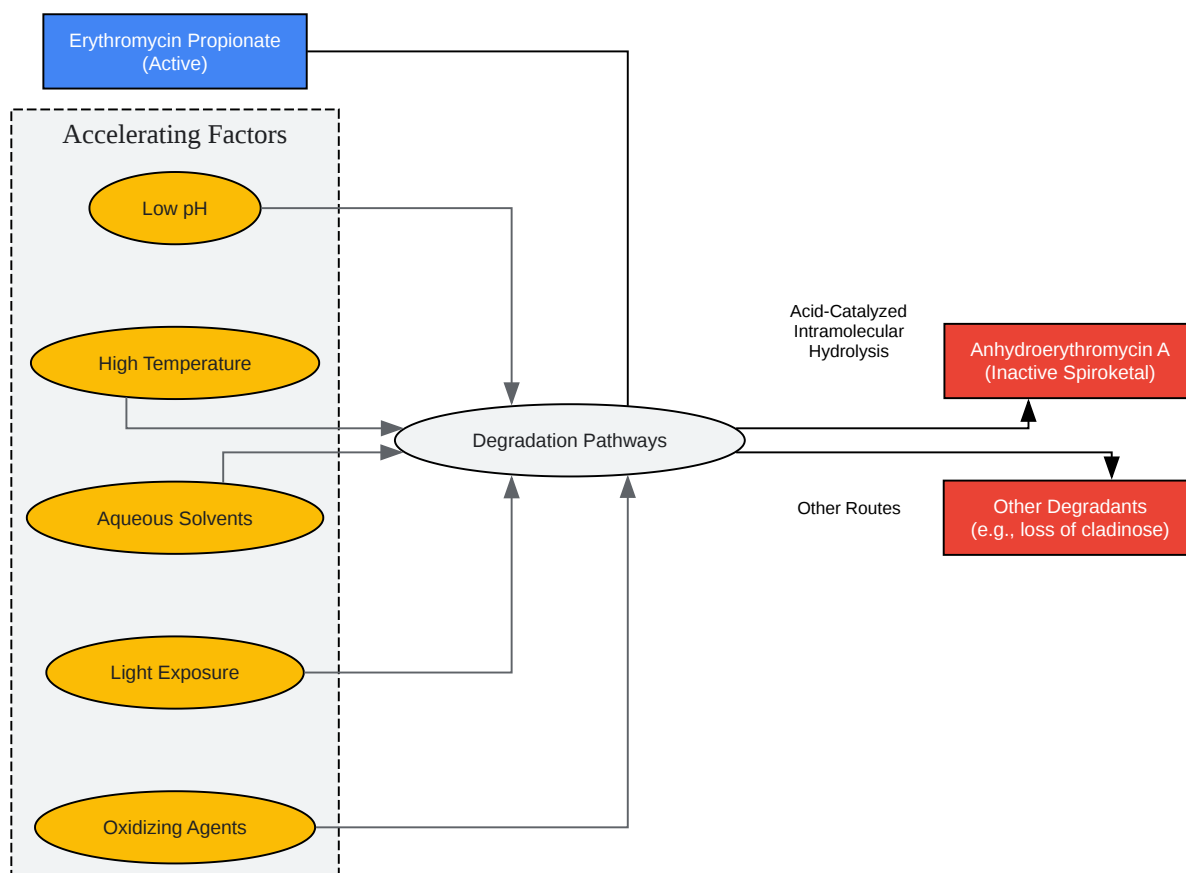 Erythromycin Propionate
(Active)
Accelerating Factors
Low pH
High Temperature
Aqueous Solvents
Light Exposure
Oxidizing Agents
Degradation Pathways
Acid-Catalyzed
Intramolecular
Hydrolysis
Other Routes
Anhydroerythromycin A
(Inactive Spiroketal)
Other Degradants
(e.g., loss of cladinose)